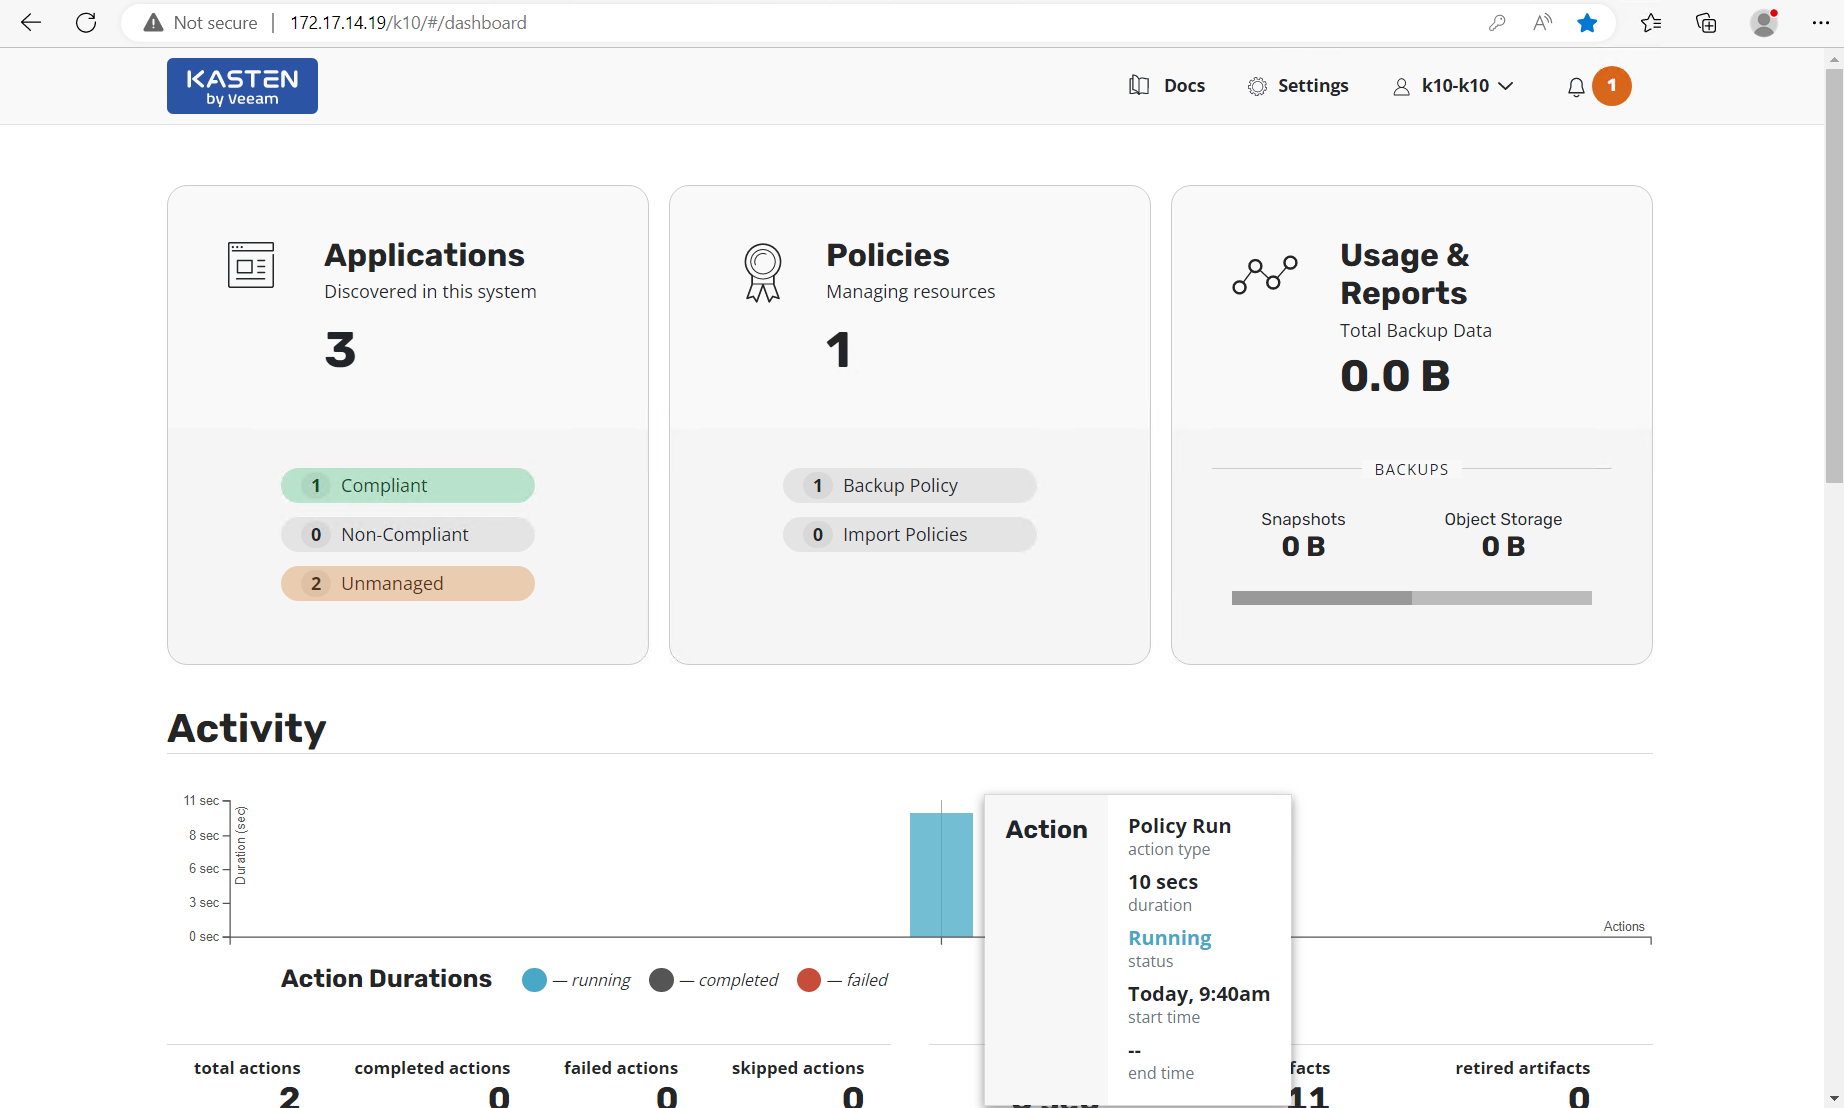 Not secure | 172.17.14.19/k10/#/dashboard
KASTEN
by Veeam
Docs
Settings
k10-k10
1
Applications
Discovered in this system
3
1 Compliant
0 Non-Compliant
2 Unmanaged
Policies
Managing resources
1
1 Backup Policy
0 Import Policies
Usage &
Reports
Total Backup Data
0.0 B
BACKUPS
Snapshots
0 B
Object Storage
0 B
Activity
11 sec
8 sec
6 sec
3 sec
0 sec
Duration (sec)
Actions
Action
Policy Run
action type
10 secs
duration
Running
status
Today, 9:40am
start time
--
end time
Action Durations
— running
— completed
— failed
total actions
2
completed actions
0
failed actions
0
skipped actions
0
facts
11
retired artifacts
0